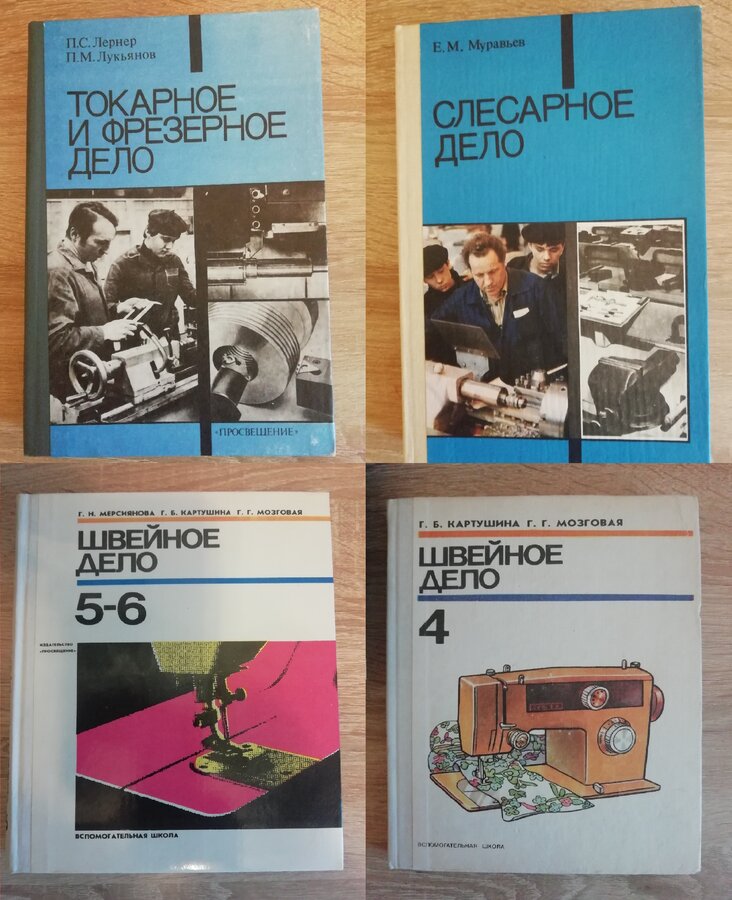 П.С. Лернер
П.М. Лукьянов
ТОКАРНОЕ
И ФРЕЗЕРНОЕ
ДЕЛО
«ПРОСВЕЩЕНИЕ»
Е. М. Муравьев
СЛЕСАРНОЕ
ДЕЛО
Г. Н. МЕРСИЯНОВА Г. Б. КАРТУШИНА Г. Г. МОЗГОВАЯ
ШВЕЙНОЕ
ДЕЛО
5-6
ИЗДАТЕЛЬСТВО
«ПРОСВЕЩЕНИЕ»
ВСПОМОГАТЕЛЬНАЯ ШКОЛА
Г. Б. КАРТУШИНА Г. Г. МОЗГОВАЯ
ШВЕЙНОЕ
ДЕЛО
4
ВСПОМОГАТЕЛЬНАЯ ШКОЛА